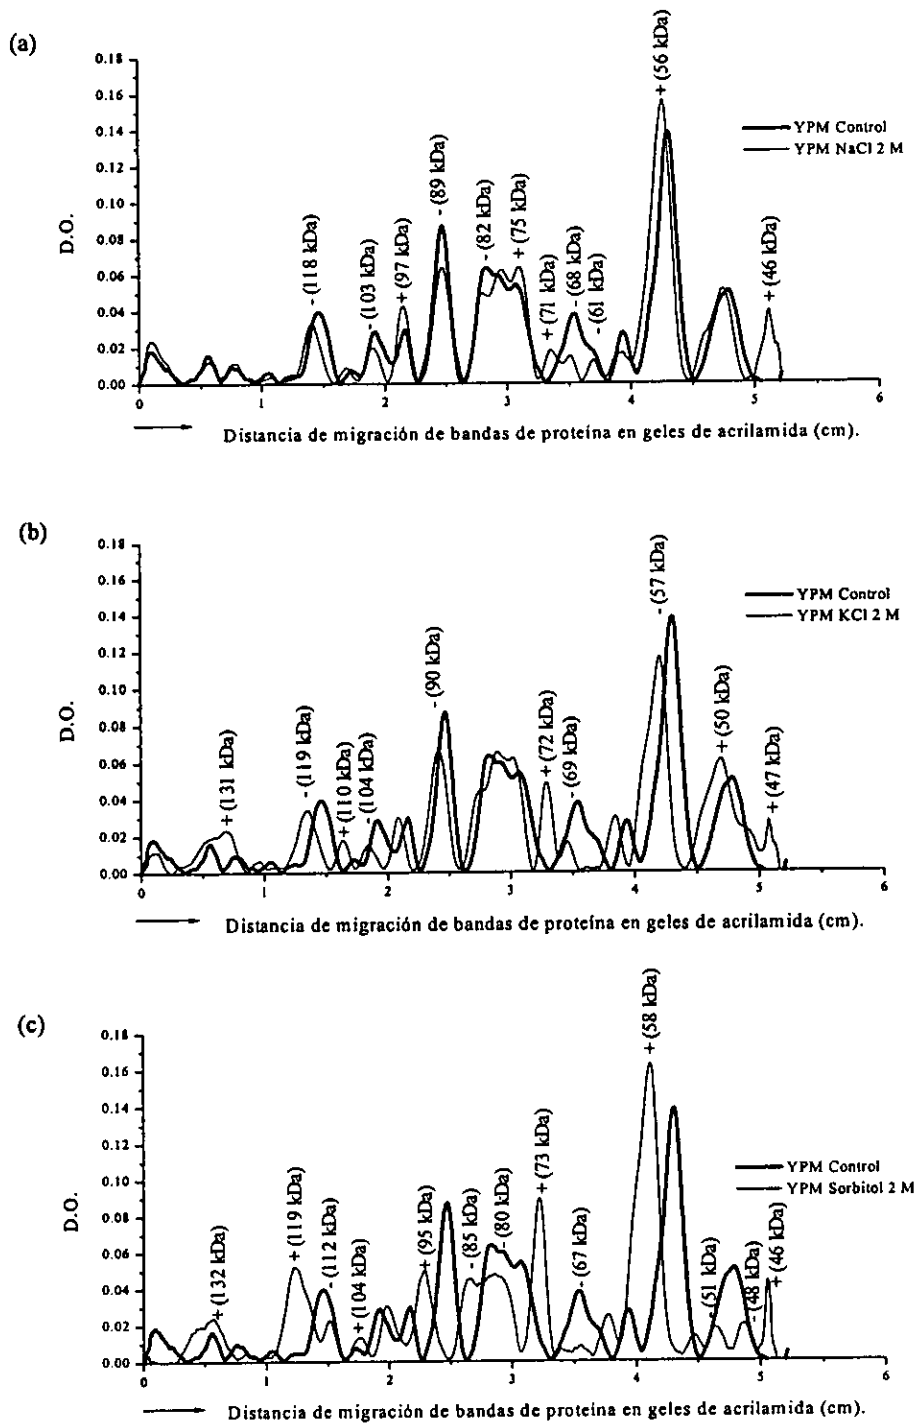 (a)
0.18
0.16
0.14
0.12
0.10
0.08
0.06
0.04
0.02
0.00
D.O.
- (118 kDa)
- (103 kDa)
+ (97 kDa)
- (89 kDa)
- (82 kDa)
+ (75 kDa)
+ (71 kDa)
- (68 kDa)
- (61 kDa)
+ (56 kDa)
+ (46 kDa)
YPM Control
YPM NaCl 2 M
0 1 2 3 4 5 6
Distancia de migración de bandas de proteína en geles de acrilamida (cm).
(b)
0.18
0.16
0.14
0.12
0.10
0.08
0.06
0.04
0.02
0.00
D.O.
+ (131 kDa)
- (119 kDa)
+ (110 kDa)
- (104 kDa)
- (90 kDa)
+ (72 kDa)
- (69 kDa)
- (57 kDa)
+ (50 kDa)
+ (47 kDa)
YPM Control
YPM KCl 2 M
0 1 2 3 4 5 6
Distancia de migración de bandas de proteína en geles de acrilamida (cm).
(c)
0.18
0.16
0.14
0.12
0.10
0.08
0.06
0.04
0.02
0.00
D.O.
+ (132 kDa)
+ (119 kDa)
- (112 kDa)
+ (104 kDa)
+ (95 kDa)
- (85 kDa)
- (80 kDa)
+ (73 kDa)
- (67 kDa)
+ (58 kDa)
- (51 kDa)
- (48 kDa)
+ (46 kDa)
YPM Control
YPM Sorbitol 2 M
0 1 2 3 4 5 6
Distancia de migración de bandas de proteína en geles de acrilamida (cm).